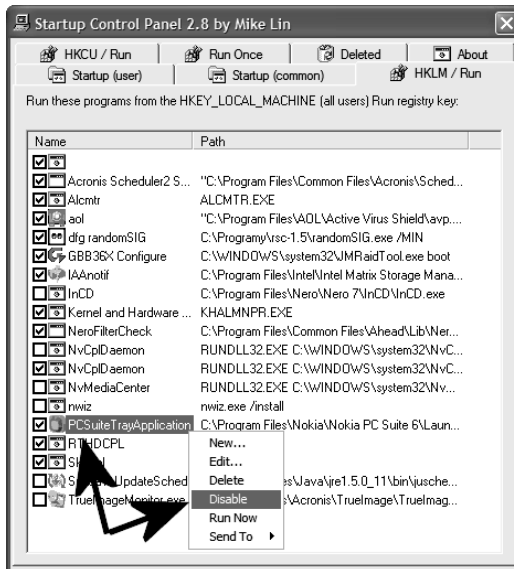 Startup Control Panel 2.8 by Mike Lin
HKCU / Run Run Once Deleted About
Startup (user) Startup (common) HKLM / Run
Run these programs from the HKEY_LOCAL_MACHINE (all users) Run registry key:
Name Path
Acronis Scheduler2 S... "C:\Program Files\Common Files\Acronis\Sched...
Alcmtr ALCMTR.EXE
aol "C:\Program Files\AOL\Active Virus Shield\avp....
dfg randomSIG C:\Programy\rsc-1.5\randomSIG.exe /MIN
GBB36X Configure C:\WINDOWS\system32\JMRaidTool.exe boot
IAAnotif C:\Program Files\Intel\Intel Matrix Storage Mana...
InCD C:\Program Files\Nero\Nero 7\InCD\InCD.exe
Kernel and Hardware ... KHALMNPR.EXE
NeroFilterCheck C:\Program Files\Common Files\Ahead\Lib\Ner...
NvCplDaemon RUNDLL32.EXE C:\WINDOWS\system32\NvC...
NvCplDaemon RUNDLL32.EXE C:\WINDOWS\system32\NvC...
NvMediaCenter RUNDLL32.EXE C:\WINDOWS\system32\Nv...
nwiz nwiz.exe /install
PCSuiteTrayApplication C:\Program Files\Nokia\Nokia PC Suite 6\Laun...
RTHDCPL
UpdateSched es\Java\jre1.5.0_11\bin\jusche...
TrueImageMonitor.exe \Acronis\TrueImage\TrueImag...
New...
Edit...
Delete
Disable
Run Now
Send To